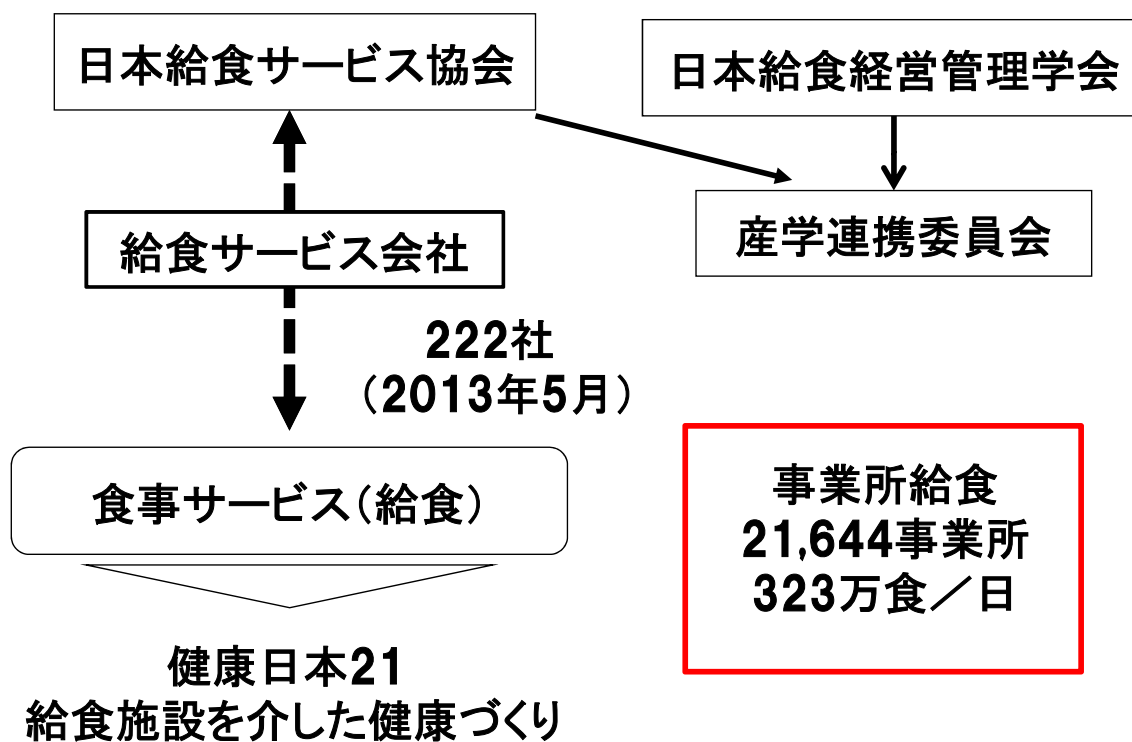 日本給食サービス協会
日本給食経営管理学会
給食サービス会社
産学連携委員会
222社
（2013年5月）
食事サービス（給食）
事業所給食
21,644事業所
323万食／日
健康日本21
給食施設を介した健康づくり